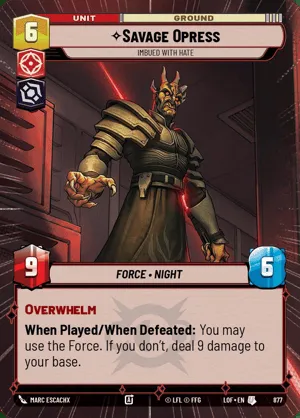 UNIT
GROUND
6
✧SAVAGE OPRESS
IMBUED WITH HATE
9
6
FORCE • NIGHT
OVERWHELM
When Played/When Defeated: You may
use the Force. If you don't, deal 9 damage to
your base.
MARC ESCACHX
Ⓟ LFL Ⓒ FFG
LOF • EN
877